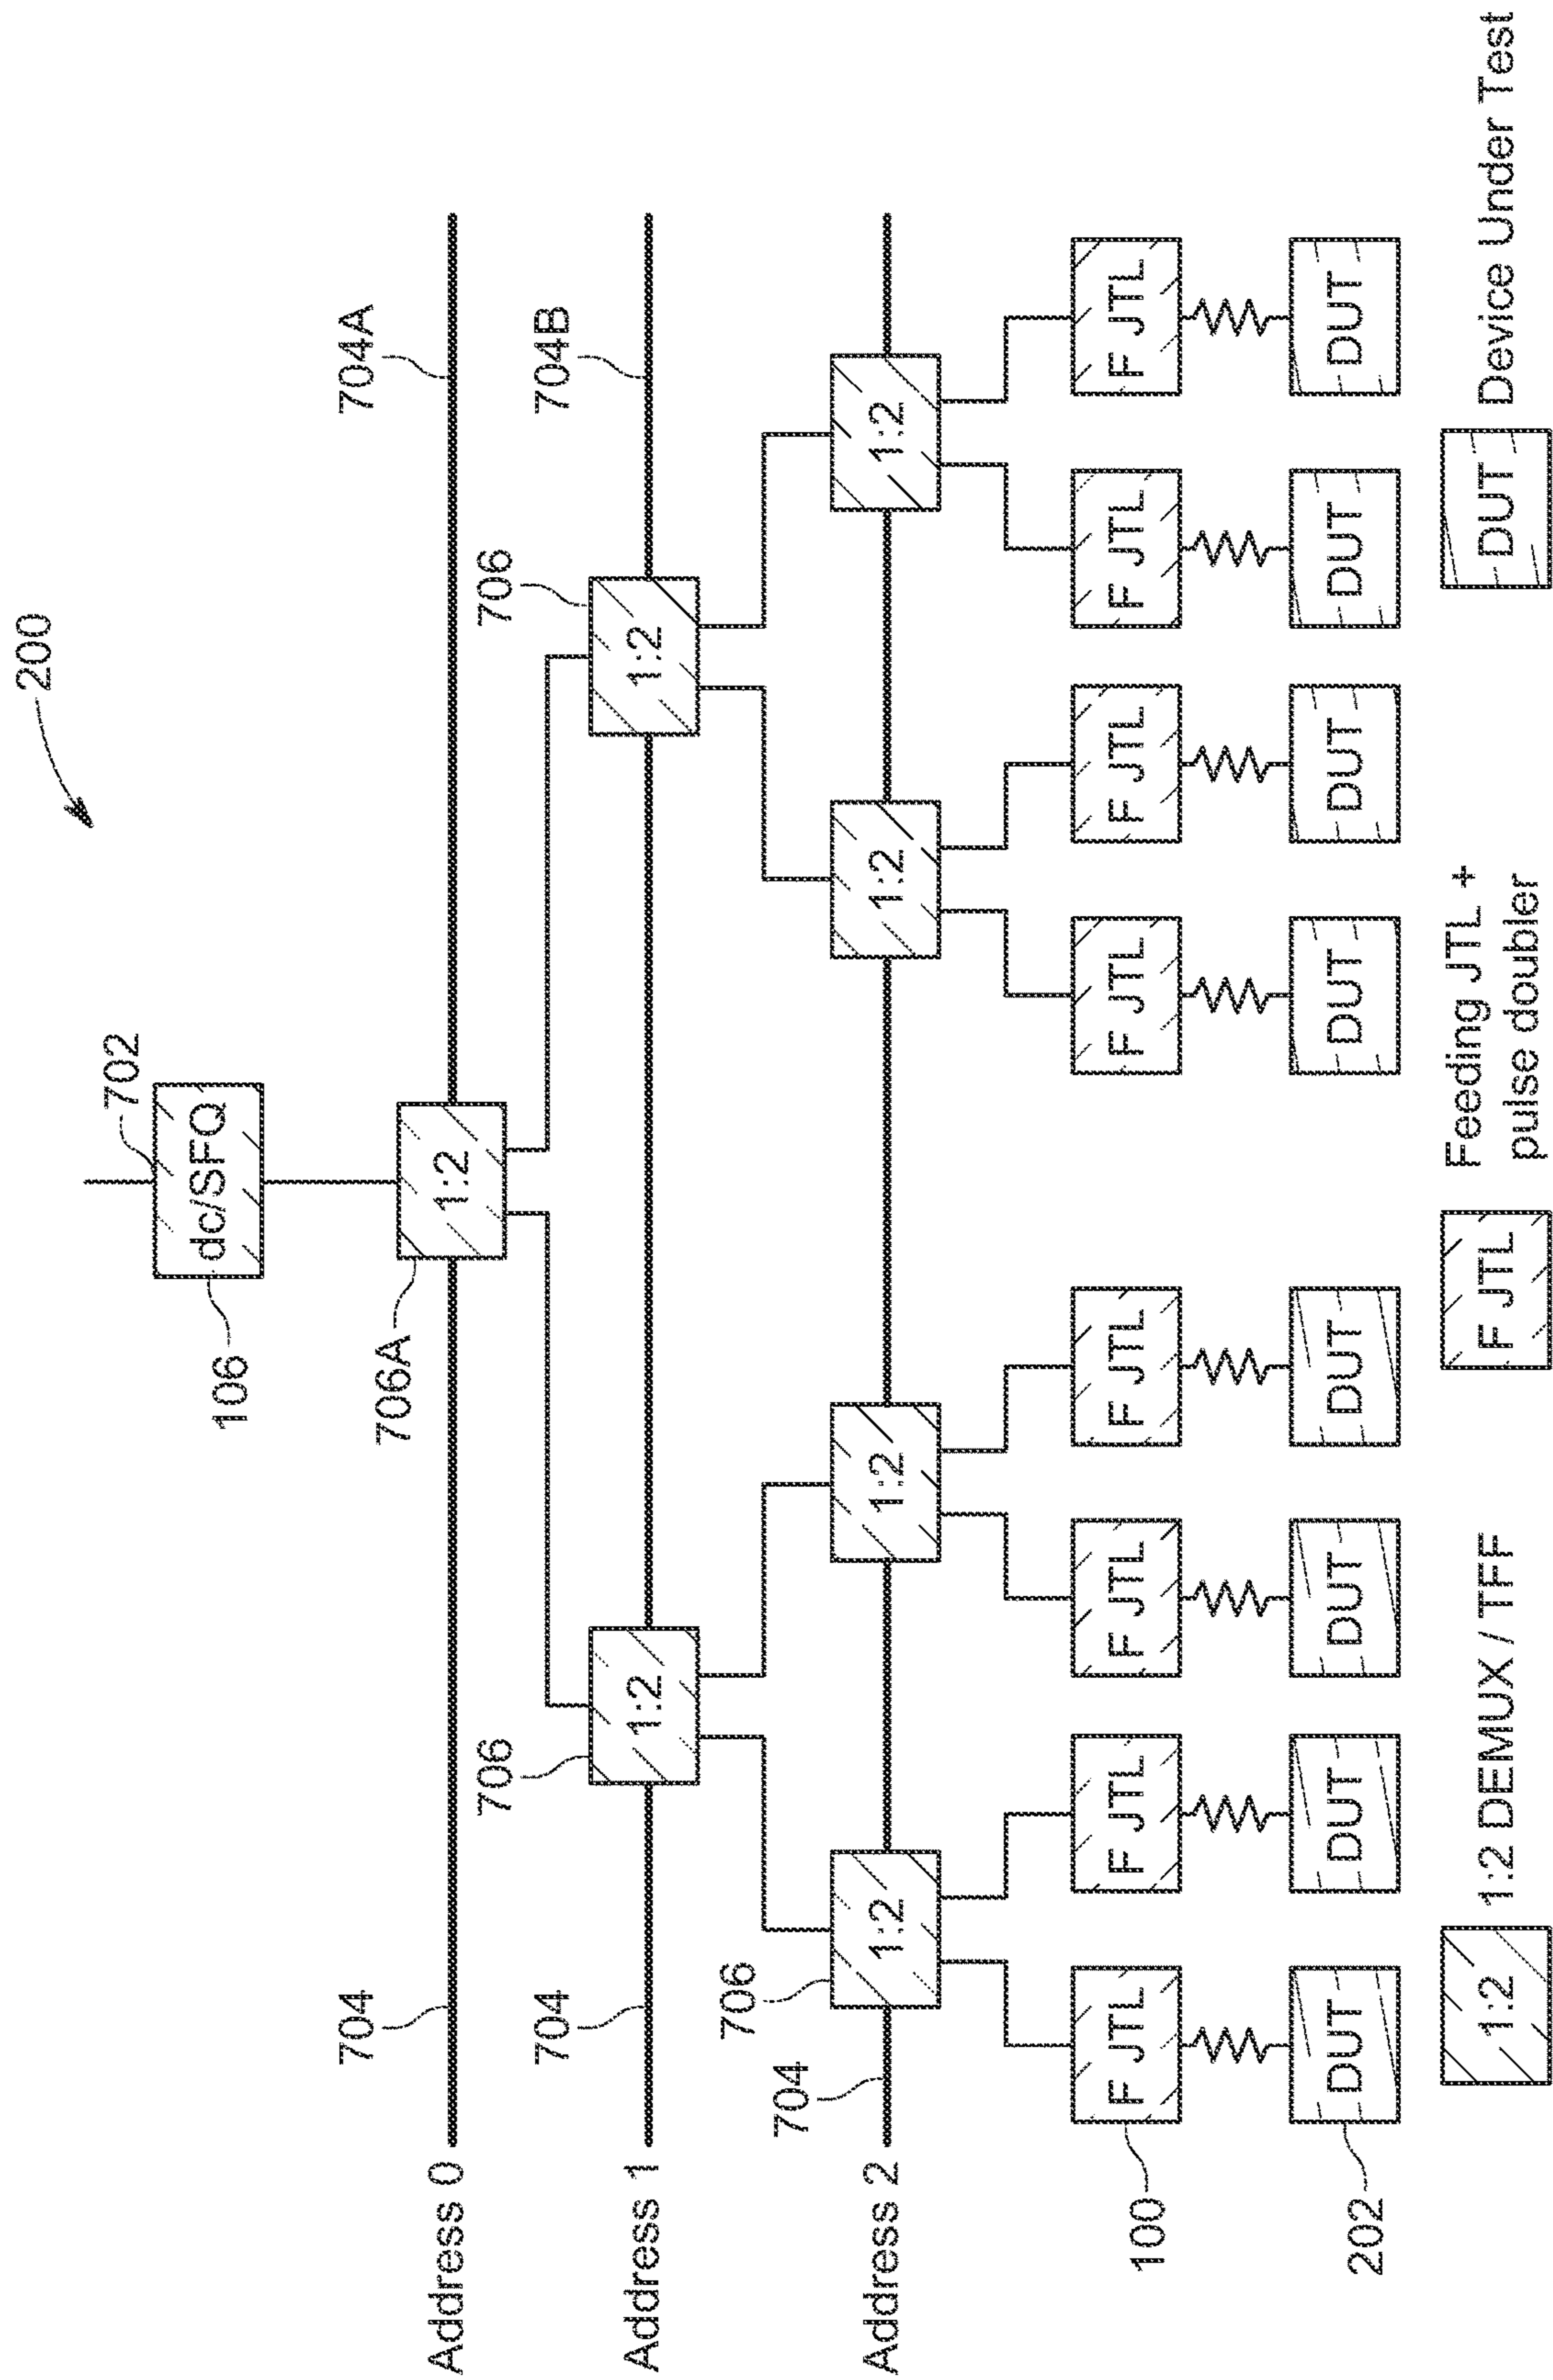 200
702
dc/SFQ
106
704
704A
Address 0
1:2
706A
706
706
704
704B
Address 1
1:2
1:2
706
704
Address 2
1:2
1:2
1:2
1:2
F JTL
F JTL
F JTL
F JTL
F JTL
F JTL
F JTL
F JTL
100
DUT
DUT
DUT
DUT
DUT
DUT
DUT
DUT
202
1:2
1:2 DEMUX / TFF
F JTL
Feeding JTL +
pulse doubler
DUT
Device Under Test